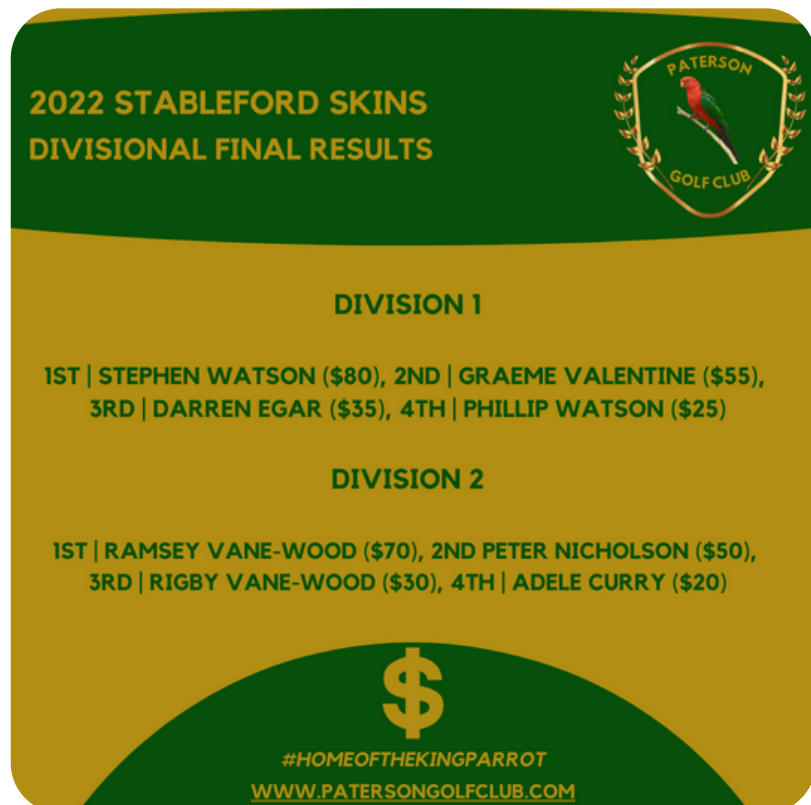 2022 STABLEFORD SKINS
DIVISIONAL FINAL RESULTS
PATERSON
GOLF CLUB
DIVISION 1
1ST | STEPHEN WATSON ($80), 2ND | GRAEME VALENTINE ($55),
3RD | DARREN EGAR ($35), 4TH | PHILLIP WATSON ($25)
DIVISION 2
1ST | RAMSEY VANE-WOOD ($70), 2ND PETER NICHOLSON ($50),
3RD | RIGBY VANE-WOOD ($30), 4TH | ADELE CURRY ($20)
$
#HOMEOFTHEKINGPARROT
WWW.PATERSONGOLFCLUB.COM